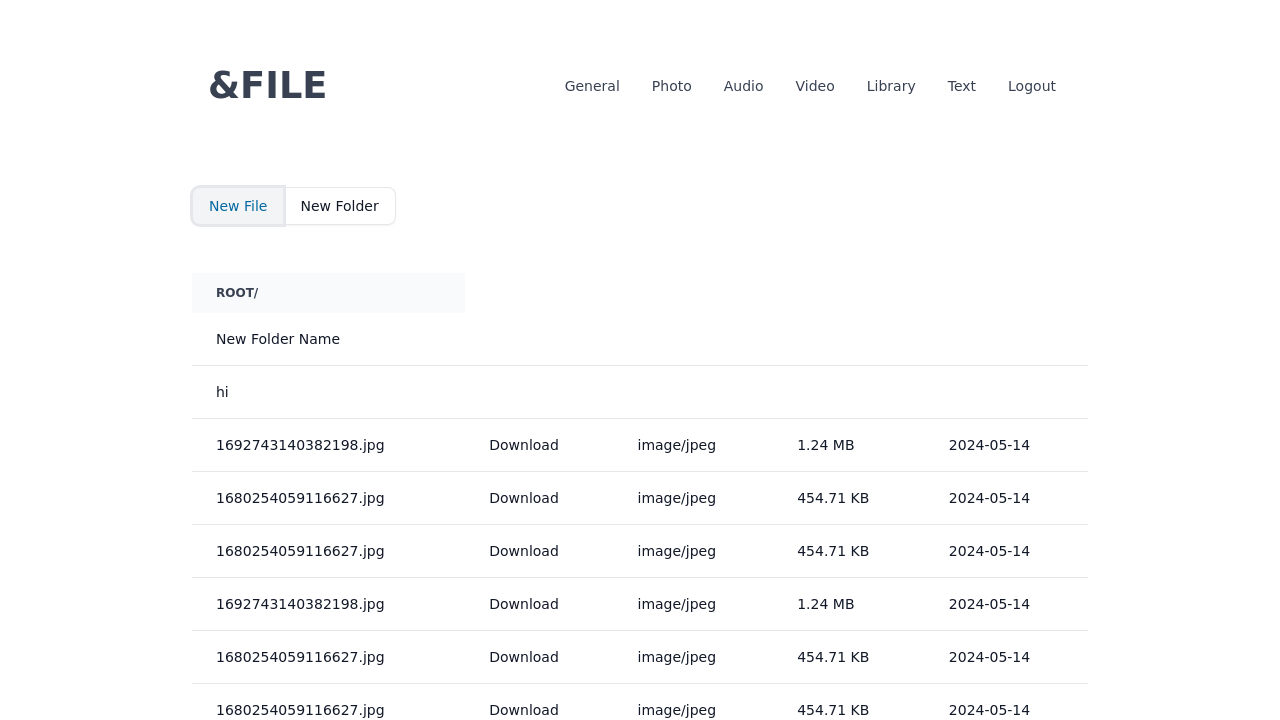 &FILE
General Photo Audio Video Library Text Logout
New File New Folder
ROOT/
New Folder Name
hi
1692743140382198.jpg Download image/jpeg 1.24 MB 2024-05-14
1680254059116627.jpg Download image/jpeg 454.71 KB 2024-05-14
1680254059116627.jpg Download image/jpeg 454.71 KB 2024-05-14
1692743140382198.jpg Download image/jpeg 1.24 MB 2024-05-14
1680254059116627.jpg Download image/jpeg 454.71 KB 2024-05-14
1680254059116627.jpg Download image/jpeg 454.71 KB 2024-05-14